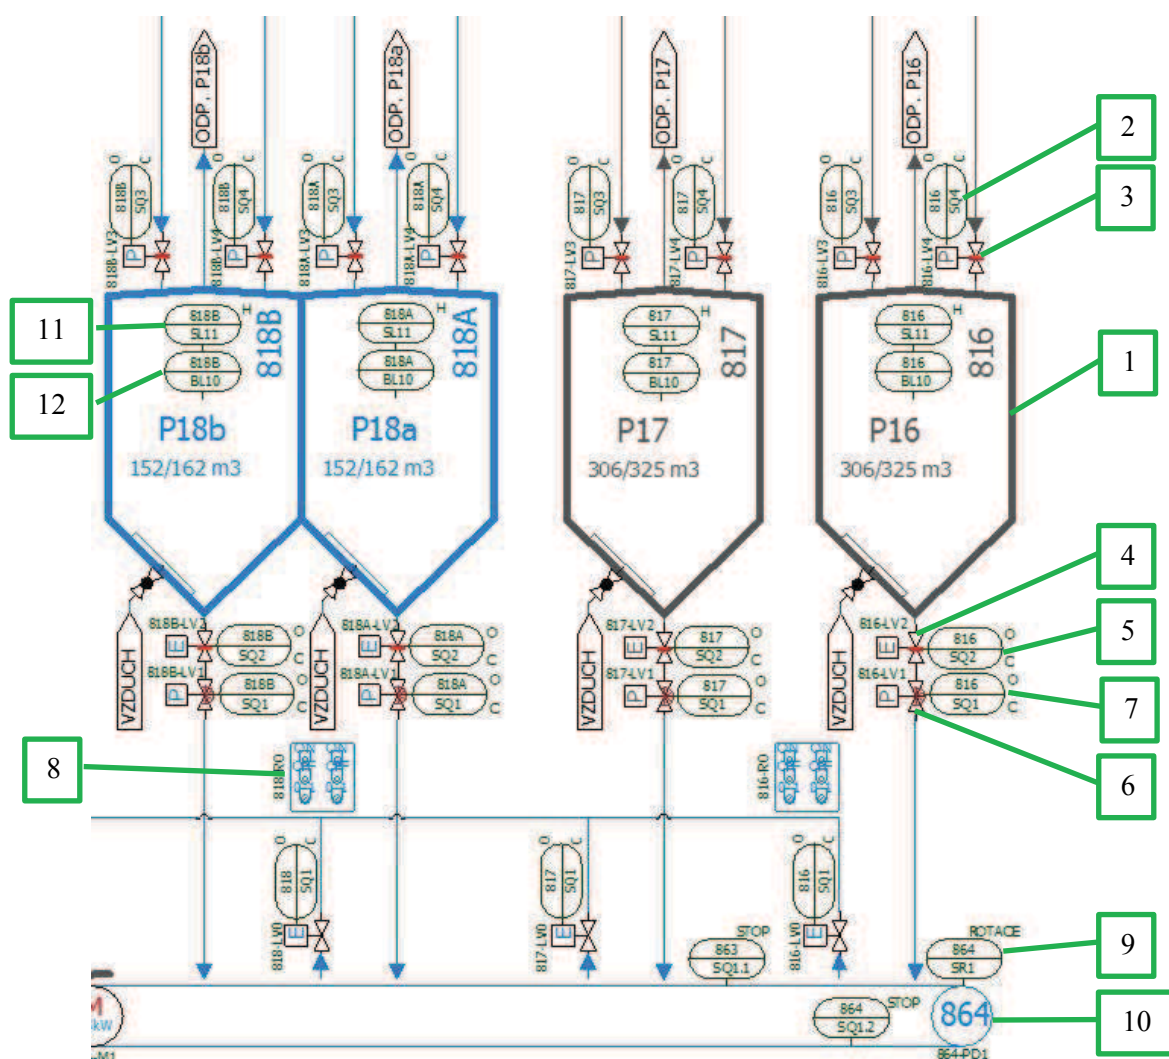 ODP. P18b
ODP. P18a
ODP. P17
ODP. P16
2
3
O
C
818B
SQ3
O
C
818B
SQ4
O
C
818A
SQ3
O
C
818A
SQ4
O
C
817
SQ3
O
C
817
SQ4
O
C
816
SQ3
O
C
816
SQ4
818B-LV3
P
818B-LV4
P
818A-LV3
P
818A-LV4
P
817-LV3
P
817-LV4
P
816-LV3
P
816-LV4
P
11
12
1
818B
SL11
H
818B
BL10
818B
P18b
152/162 m3
818A
SL11
H
818A
BL10
818A
P18a
152/162 m3
817
SL11
H
817
BL10
817
P17
306/325 m3
816
SL11
816
BL10
816
P16
306/325 m3
4
5
7
6
VZDUCH
818B-LV2
E
818B
SQ2
O
C
818B-LV1
P
818B
SQ1
O
C
VZDUCH
818A-LV2
E
818A
SQ2
O
C
818A-LV1
P
818A
SQ1
O
C
VZDUCH
817-LV2
E
817
SQ2
O
C
817-LV1
P
817
SQ1
O
C
VZDUCH
816-LV2
E
816
SQ2
O
C
816-LV1
P
816
SQ1
O
C
8
818-RO
816-RO
O
C
818
SQ1
818-LV0
E
O
C
817
SQ1
817-LV0
E
O
C
816
SQ1
816-LV0
E
STOP
863
SQ1.1
ROTACE
864
SR1
9
M
kW
-M1
864
SQ1.2
STOP
864
864-PD1
10